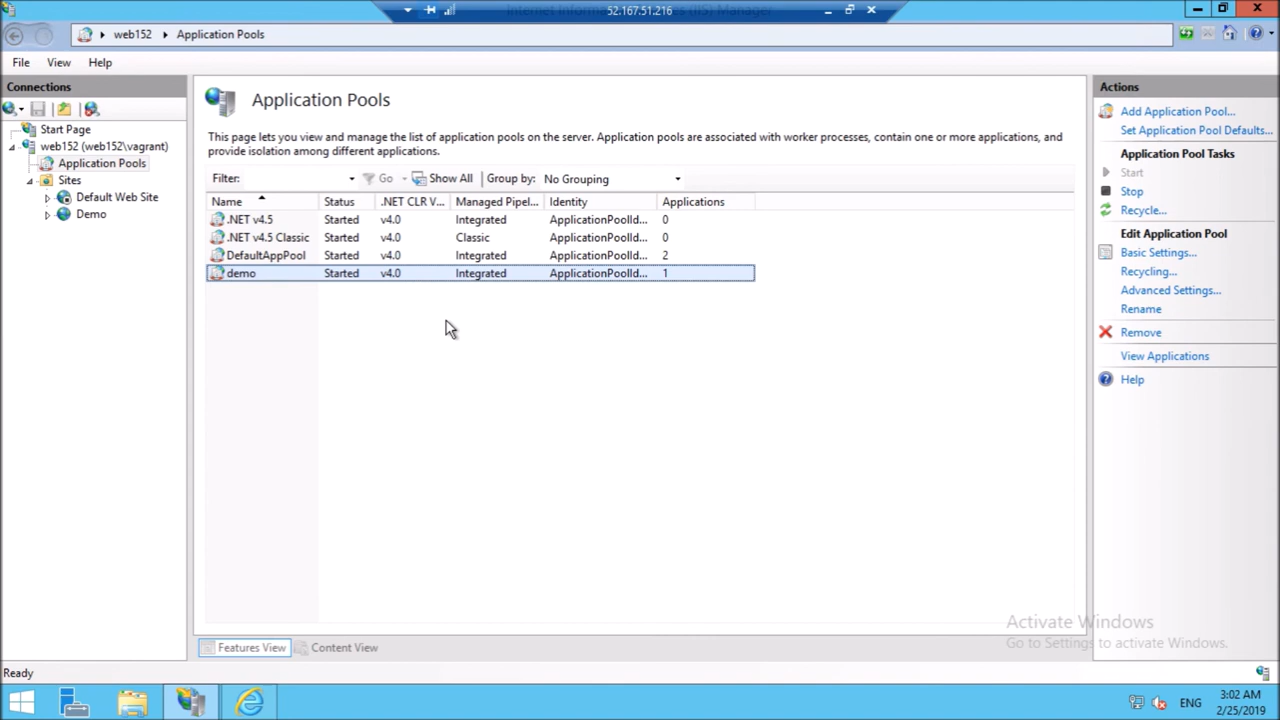 Internet Information Services (IIS) Manager
52.167.51.216
web152 Application Pools
File View Help
Connections
Start Page
web152 (web152\vagrant)
Application Pools
Sites
Default Web Site
Demo
Application Pools
This page lets you view and manage the list of application pools on the server. Application pools are associated with worker processes, contain one or more applications, and
provide isolation among different applications.
Filter: Go Show All Group by: No Grouping
Name Status .NET CLR V... Managed Pipel... Identity Applications
.NET v4.5 Started v4.0 Integrated ApplicationPoolId... 0
.NET v4.5 Classic Started v4.0 Classic ApplicationPoolId... 0
DefaultAppPool Started v4.0 Integrated ApplicationPoolId... 2
demo Started v4.0 Integrated ApplicationPoolId... 1
Features View Content View
Actions
Add Application Pool...
Set Application Pool Defaults...
Application Pool Tasks
Start
Stop
Recycle...
Edit Application Pool
Basic Settings...
Recycling...
Advanced Settings...
Rename
Remove
View Applications
Help
Activate Windows
Go to Settings to activate Windows.
Ready
ENG
3:02 AM
2/25/2019